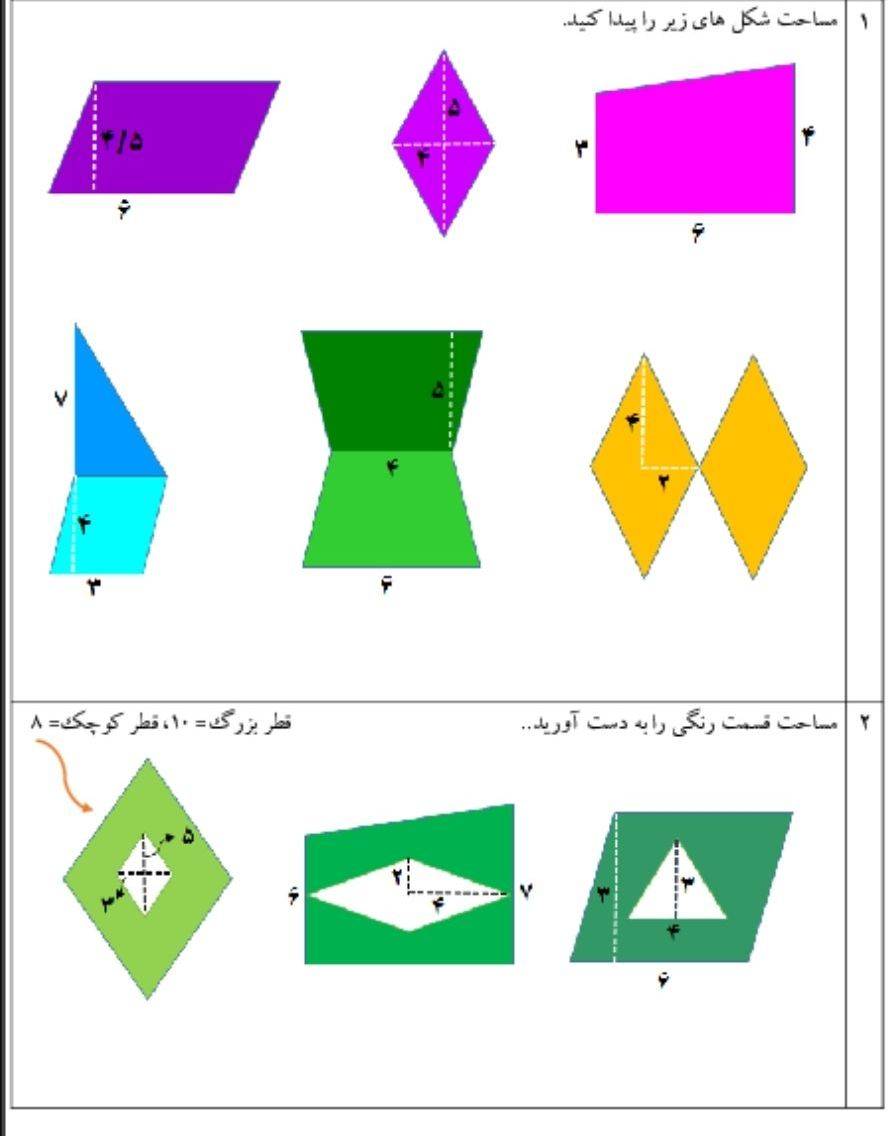 ۱ مساحت شکل های زیر را پیدا کنید.
۳ ۴ ۶
۵ ۴
۴/۵ ۶
۴ ۲
۵ ۴ ۶
۷ ۴ ۳
۲ مساحت قسمت رنگی را به دست آورید.. قطر بزرگ= ۱۰، قطر کوچک= ۸
۳ ۳ ۴ ۶
۶ ۲ ۴ ۷
۵ ۳